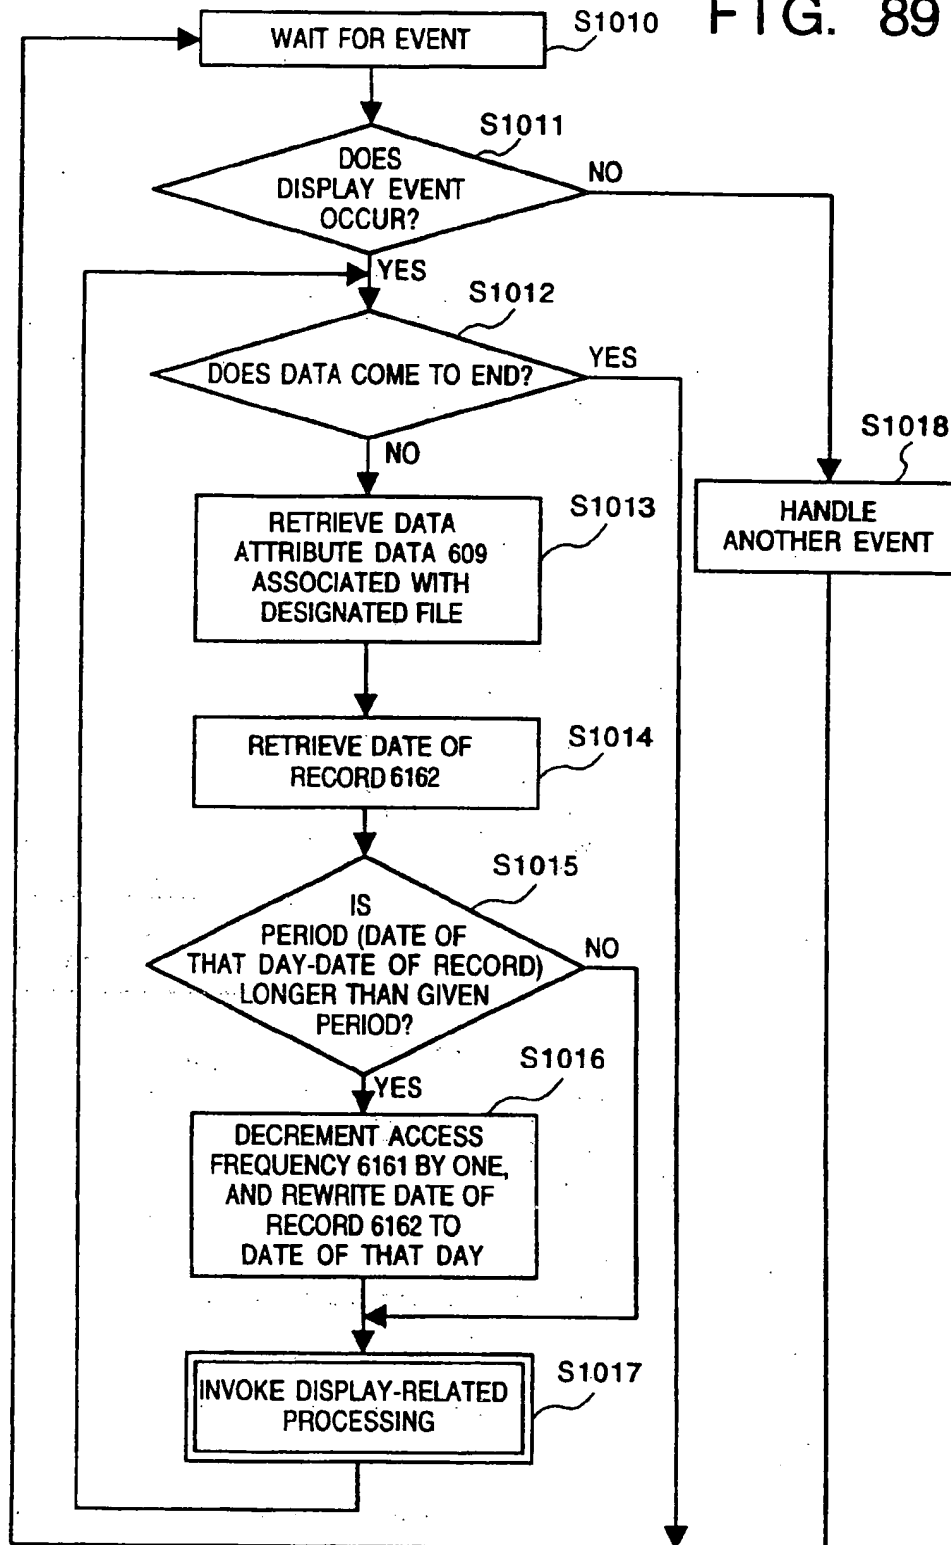 FIG. 89
WAIT FOR EVENT
S1010
S1011
DOES
DISPLAY EVENT
OCCUR?
NO
YES
S1012
DOES DATA COME TO END?
YES
NO
S1018
HANDLE
ANOTHER EVENT
S1013
RETRIEVE DATA
ATTRIBUTE DATA 609
ASSOCIATED WITH
DESIGNATED FILE
S1014
RETRIEVE DATE OF
RECORD 6162
S1015
IS
PERIOD (DATE OF
THAT DAY-DATE OF RECORD)
LONGER THAN GIVEN
PERIOD?
NO
YES
S1016
DECREMENT ACCESS
FREQUENCY 6161 BY ONE,
AND REWRITE DATE OF
RECORD 6162 TO
DATE OF THAT DAY
S1017
INVOKE DISPLAY-RELATED
PROCESSING